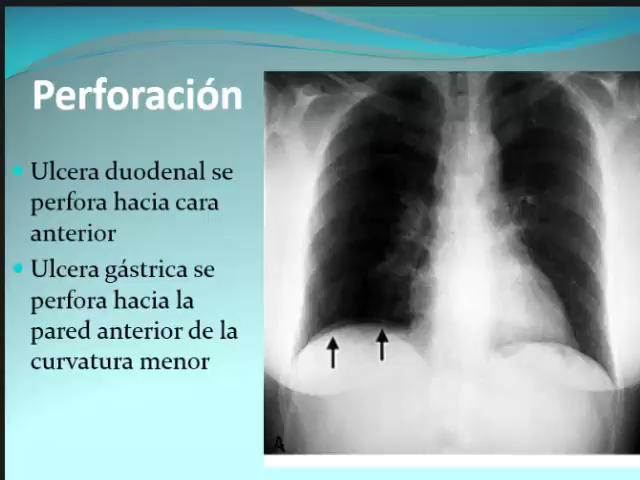 Perforación
Ulcera duodenal se
perfora hacia cara
anterior
Ulcera gástrica se
perfora hacia la
pared anterior de la
curvatura menor
A